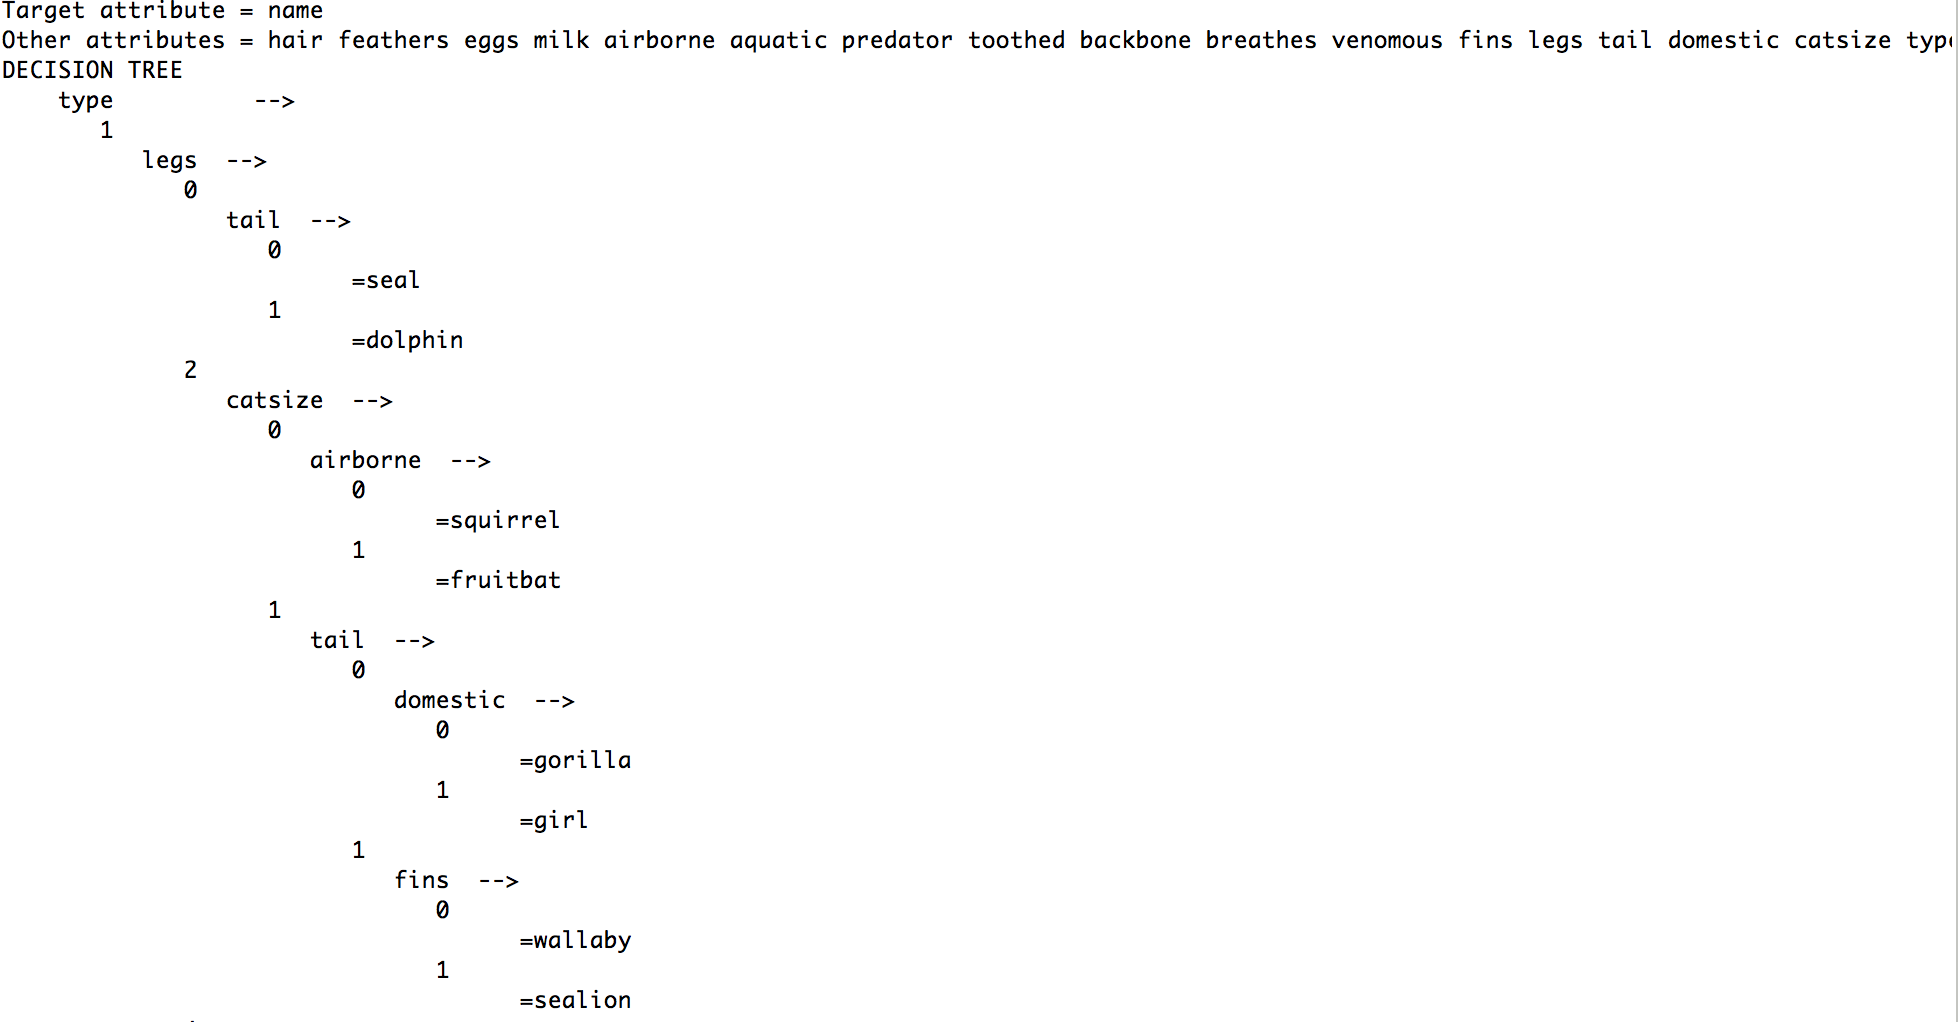 Target attribute = name
Other attributes = hair feathers eggs milk airborne aquatic predator toothed backbone breathes venomous fins legs tail domestic catsize type
DECISION TREE
type -->
1
legs -->
0
tail -->
0
=seal
1
=dolphin
2
catsize -->
0
airborne -->
0
=squirrel
1
=fruitbat
1
tail -->
0
domestic -->
0
=gorilla
1
=girl
1
fins -->
0
=wallaby
1
=sealion